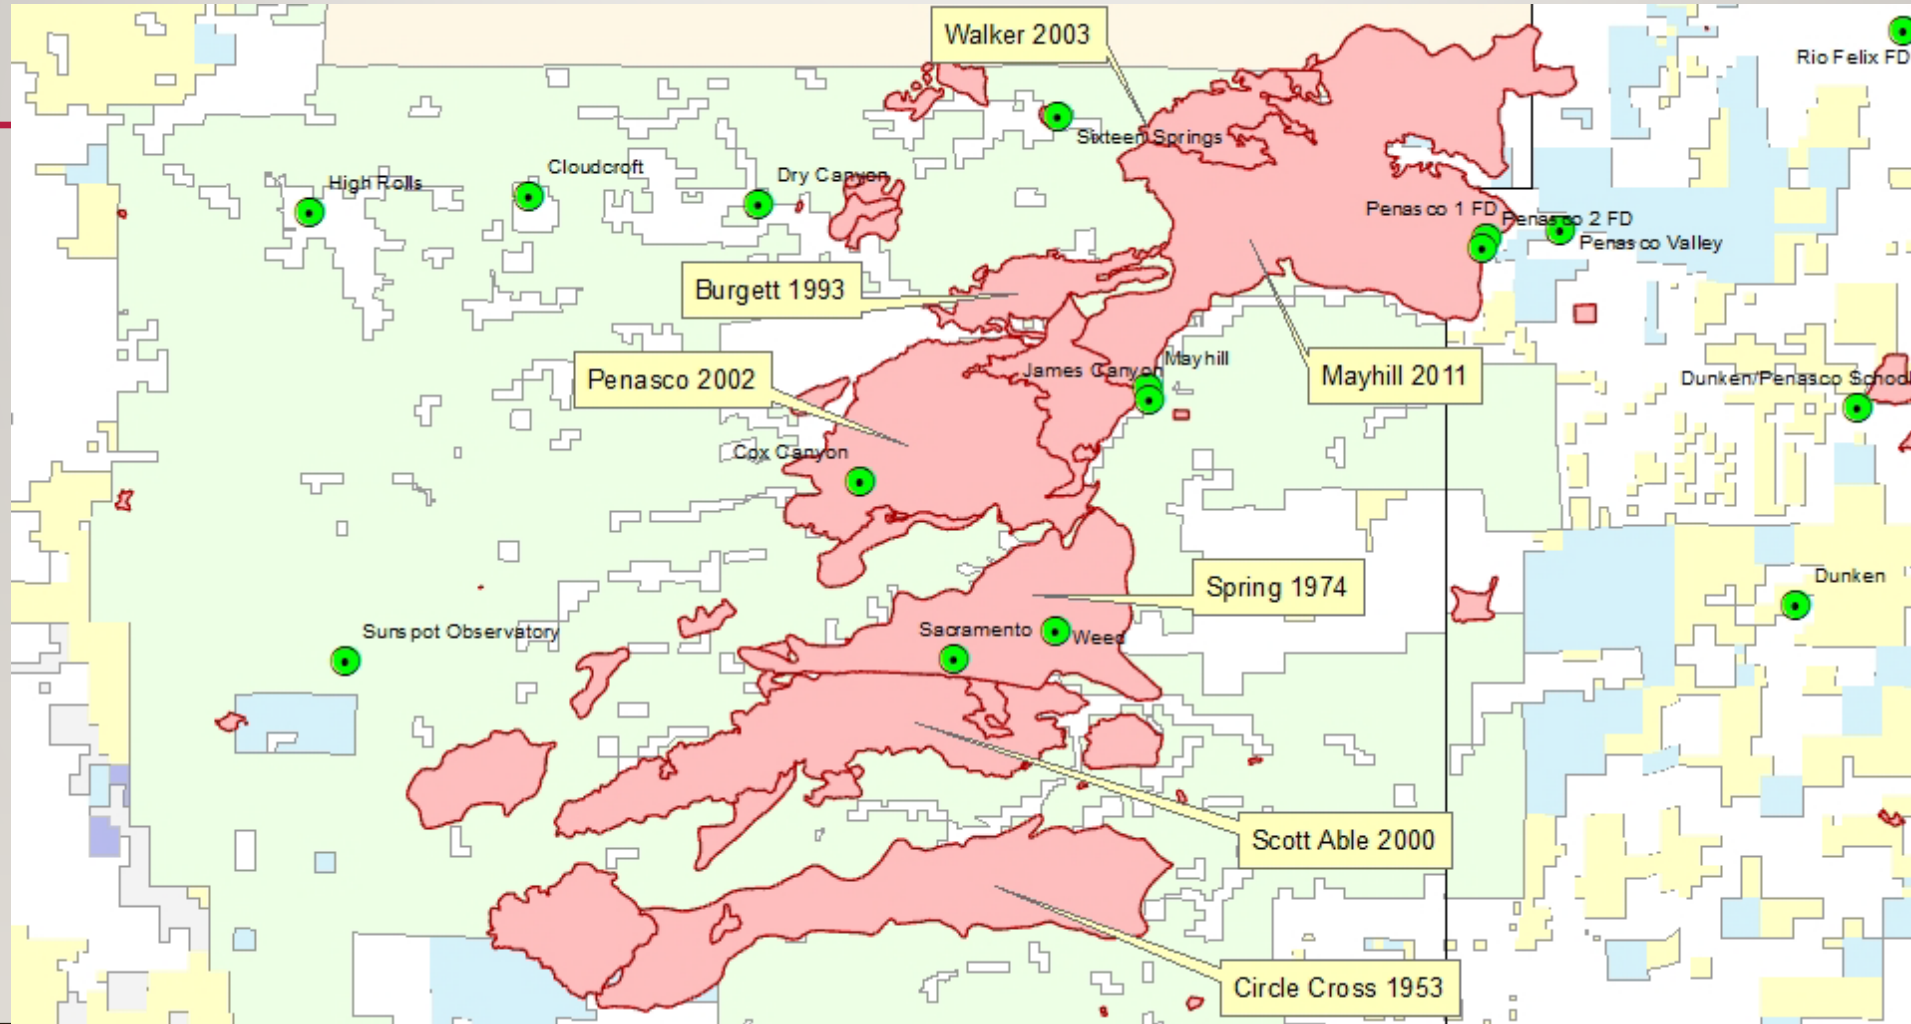 Walker 2003
Rio Felix FD
Sixteen Springs
Cloudcroft
Dry Canyon
High Rolls
Penasco 1 FD
Penasco 2 FD
Penasco Valley
Burgett 1993
Mayhill
James Canyon
Penasco 2002
Mayhill 2011
Dunken/Penasco School
Cox Canyon
Dunken
Spring 1974
Sunspot Observatory
Sacramento
Weed
Scott Able 2000
Circle Cross 1953